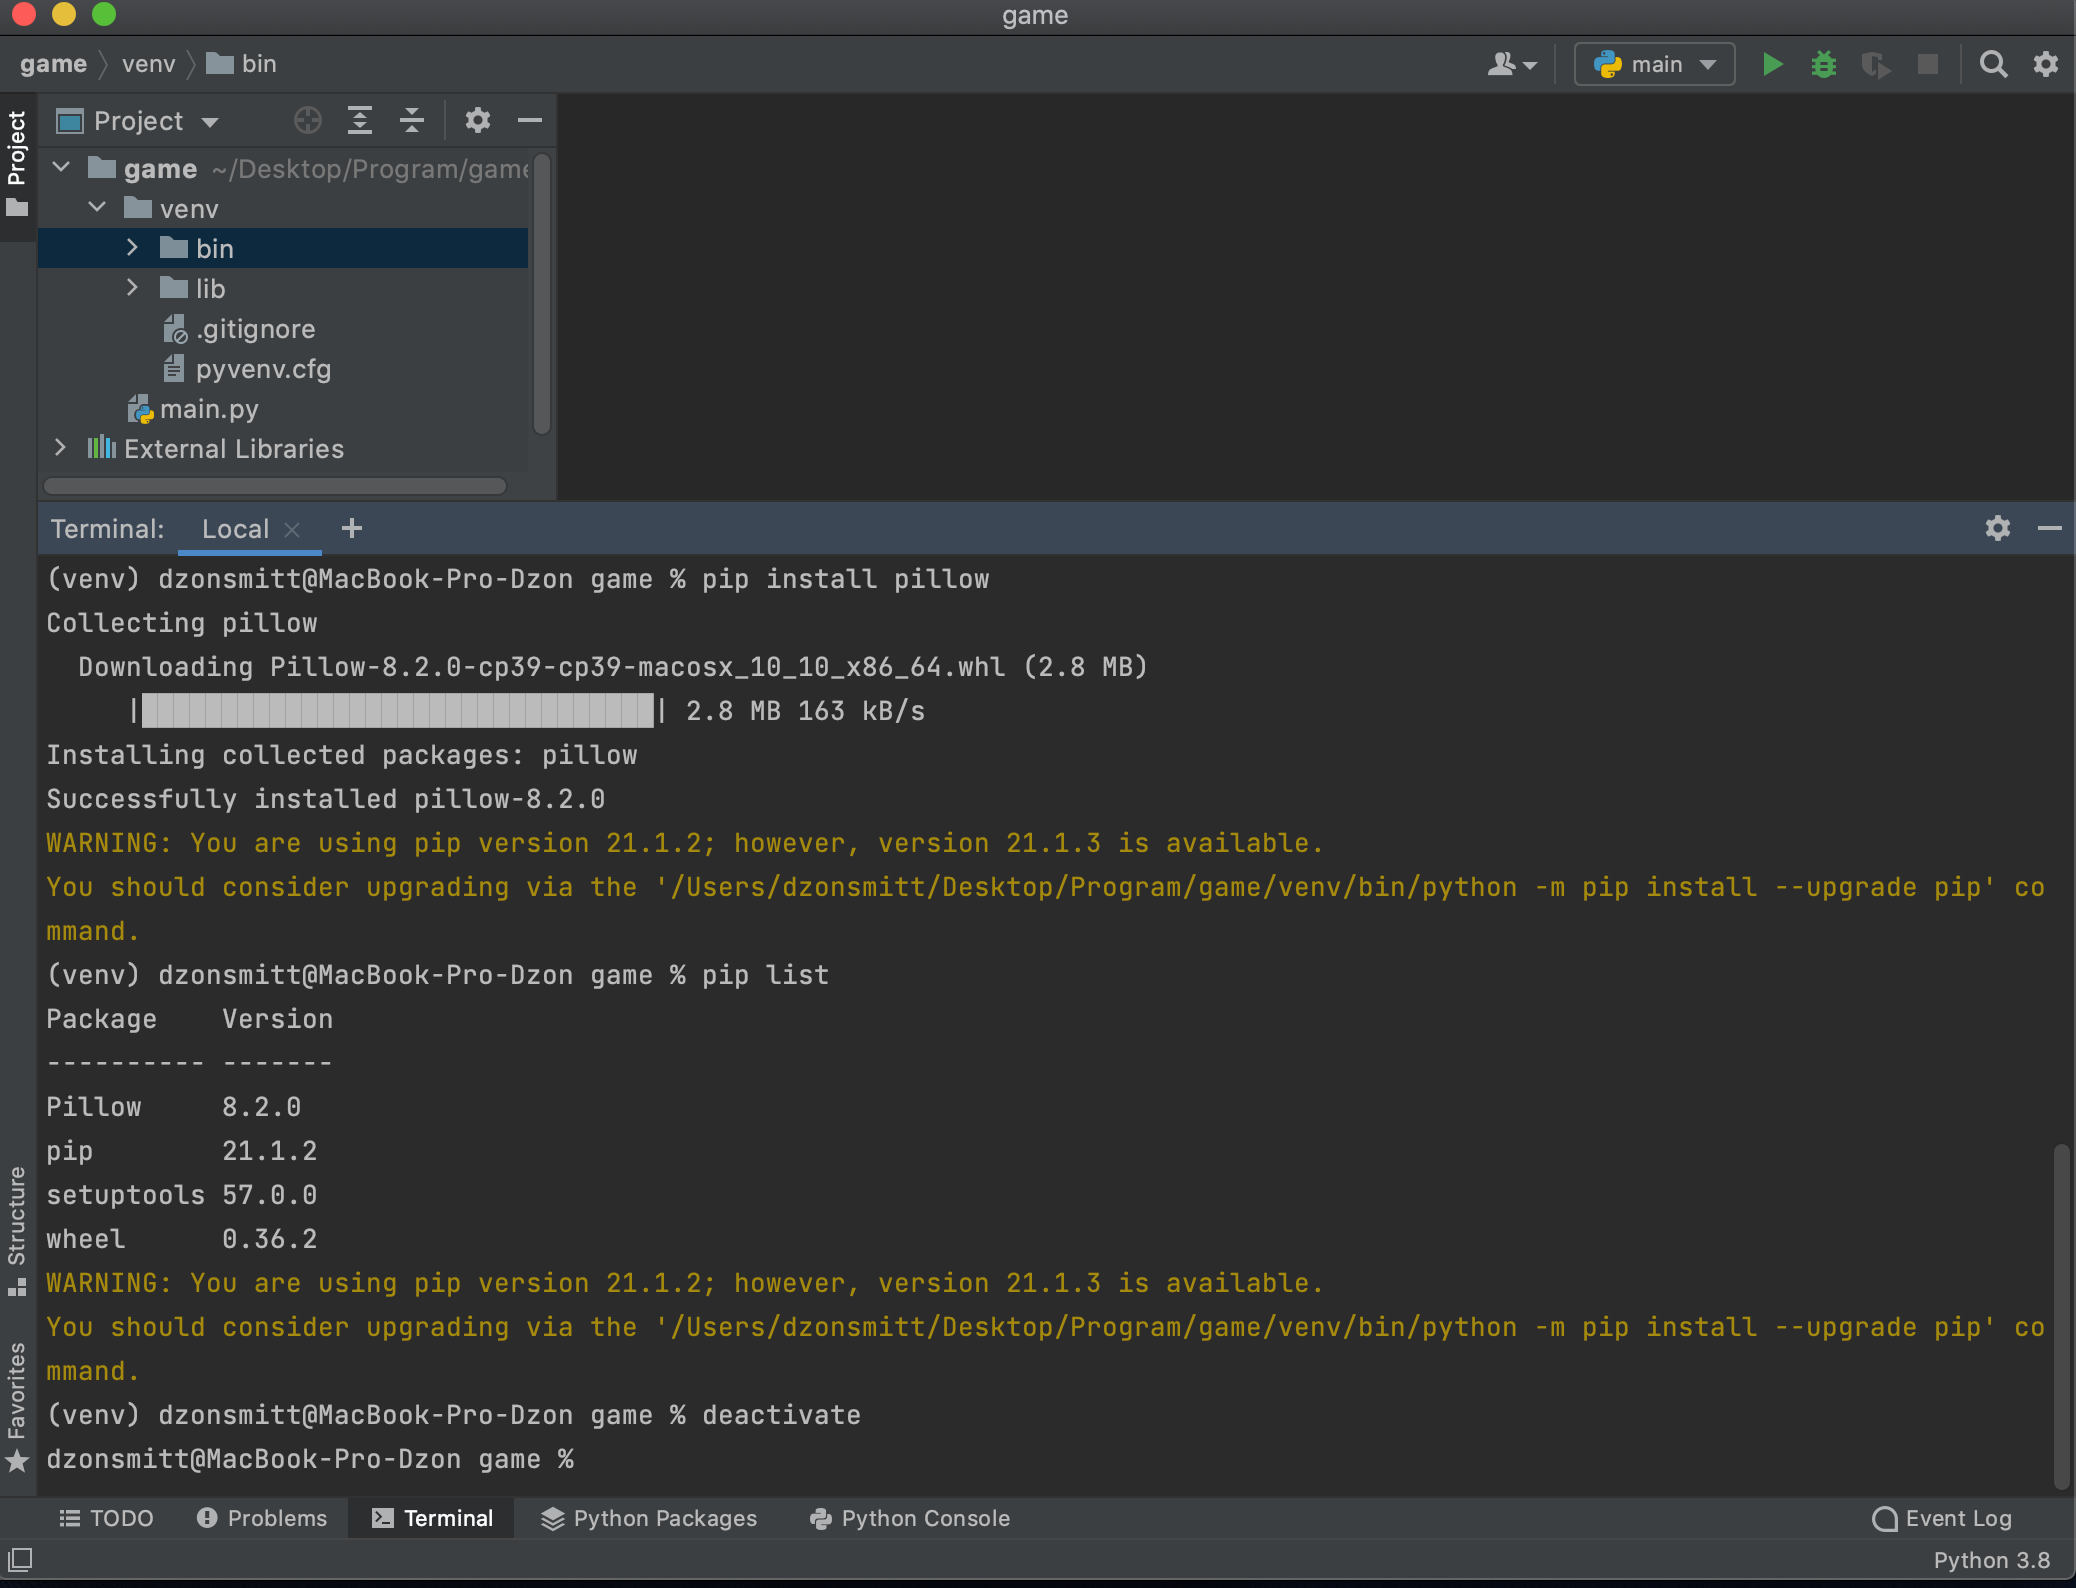 game
game venv bin
main
Project
Project
game ~/Desktop/Program/game
venv
bin
lib
.gitignore
pyvenv.cfg
main.py
External Libraries
Terminal: Local +
(venv) dzonsmitt@MacBook-Pro-Dzon game % pip install pillow
Collecting pillow
Downloading Pillow-8.2.0-cp39-cp39-macosx_10_10_x86_64.whl (2.8 MB)
|████████████████████████████████| 2.8 MB 163 kB/s
Installing collected packages: pillow
Successfully installed pillow-8.2.0
WARNING: You are using pip version 21.1.2; however, version 21.1.3 is available.
You should consider upgrading via the '/Users/dzonsmitt/Desktop/Program/game/venv/bin/python -m pip install --upgrade pip' co
mmand.
(venv) dzonsmitt@MacBook-Pro-Dzon game % pip list
Package    Version
---------- -------
Pillow     8.2.0
pip        21.1.2
setuptools 57.0.0
wheel      0.36.2
WARNING: You are using pip version 21.1.2; however, version 21.1.3 is available.
You should consider upgrading via the '/Users/dzonsmitt/Desktop/Program/game/venv/bin/python -m pip install --upgrade pip' co
mmand.
(venv) dzonsmitt@MacBook-Pro-Dzon game % deactivate
dzonsmitt@MacBook-Pro-Dzon game %
Structure
Favorites
TODO Problems Terminal Python Packages Python Console Event Log
Python 3.8